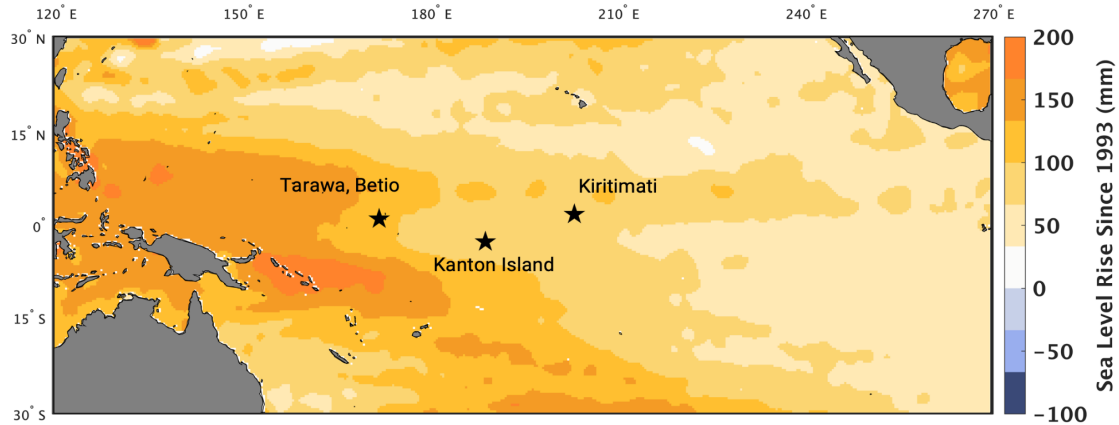 120° E 150° E 180° E 210° E 240° E 270° E
30° N
15° N
0°
15° S
30° S
Tarawa, Betio
Kiritimati
Kanton Island
200
150
100
50
0
−50
−100
Sea Level Rise Since 1993 (mm)